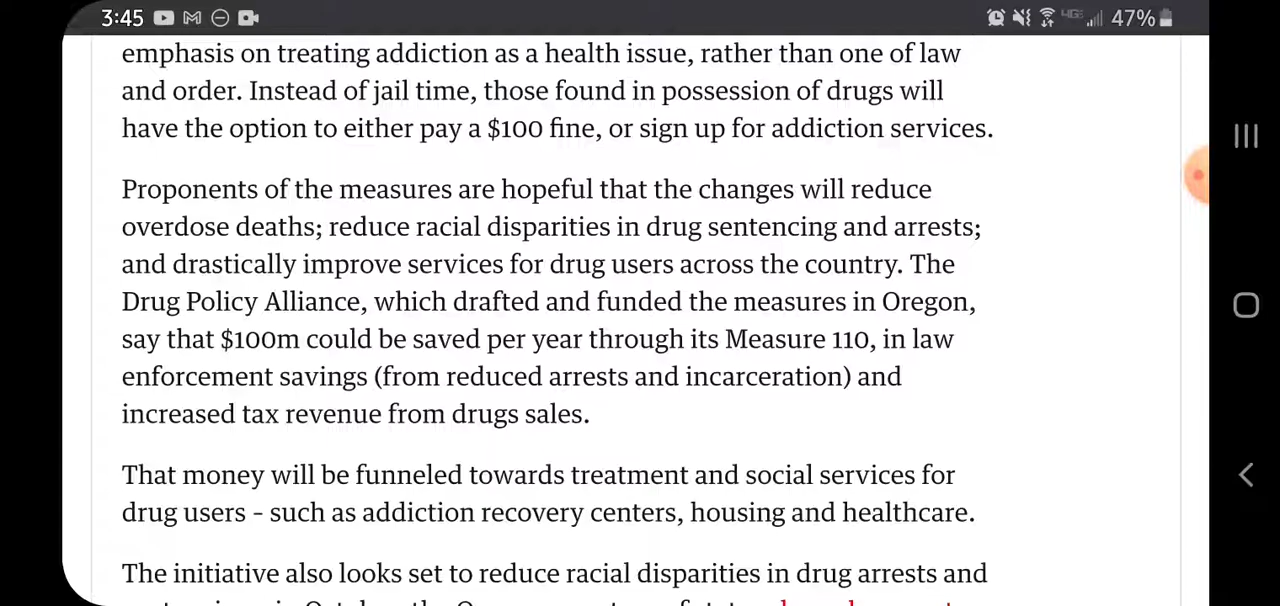 3:45
4GE
47%
emphasis on treating addiction as a health issue, rather than one of law
and order. Instead of jail time, those found in possession of drugs will
have the option to either pay a $100 fine, or sign up for addiction services.
Proponents of the measures are hopeful that the changes will reduce
overdose deaths; reduce racial disparities in drug sentencing and arrests;
and drastically improve services for drug users across the country. The
Drug Policy Alliance, which drafted and funded the measures in Oregon,
say that $100m could be saved per year through its Measure 110, in law
enforcement savings (from reduced arrests and incarceration) and
increased tax revenue from drugs sales.
That money will be funneled towards treatment and social services for
drug users - such as addiction recovery centers, housing and healthcare.
The initiative also looks set to reduce racial disparities in drug arrests and